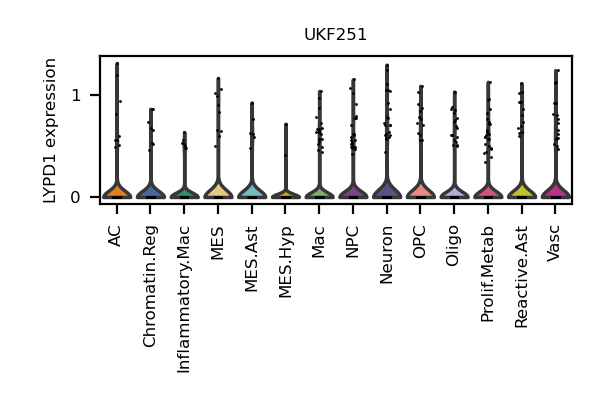 UKF251
LYPD1 expression
1
0
AC
Chromatin.Reg
Inflammatory.Mac
MES
MES.Ast
MES.Hyp
Mac
NPC
Neuron
OPC
Oligo
Prolif.Metab
Reactive.Ast
Vasc